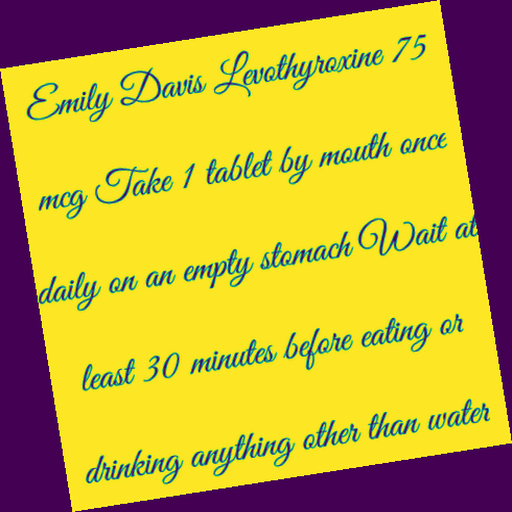 Emily Davis Levothyroxine 75
mcg Take 1 tablet by mouth once
daily on an empty stomach Wait at
least 30 minutes before eating or
drinking anything other than water